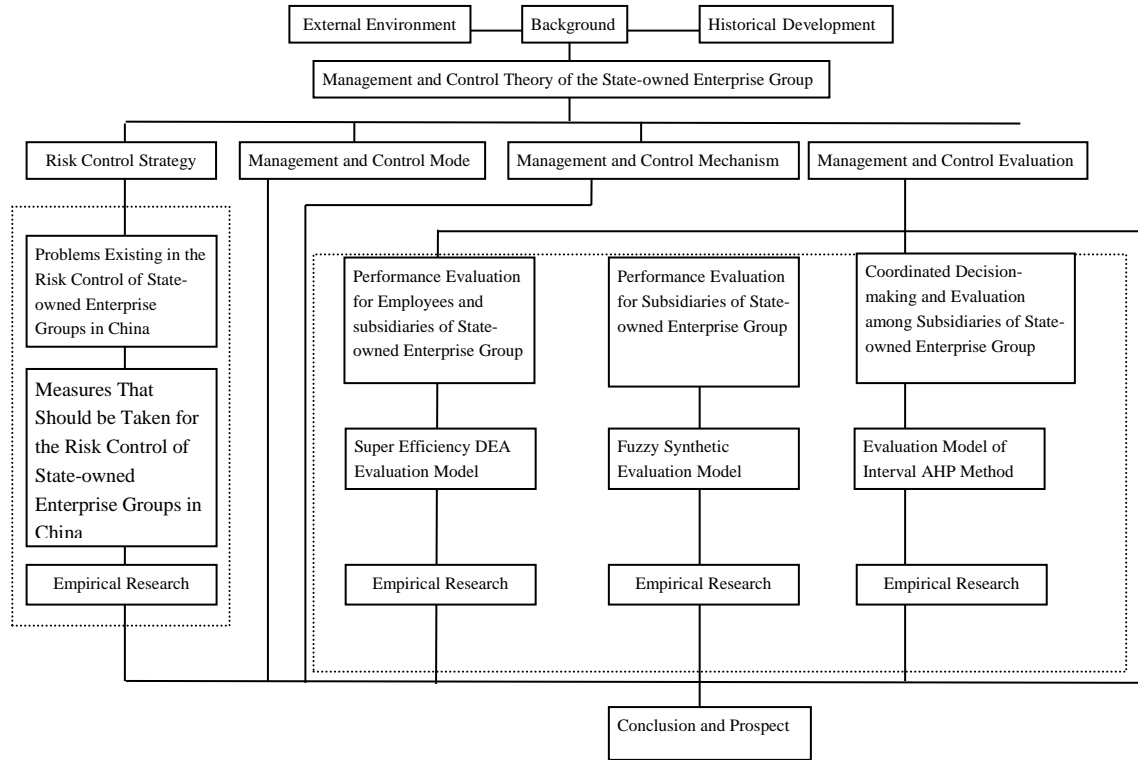 External Environment
Background
Historical Development
Management and Control Theory of the State-owned Enterprise Group
Risk Control Strategy
Management and Control Mode
Management and Control Mechanism
Management and Control Evaluation
Problems Existing in the
Risk Control of State-
owned Enterprise
Groups in China
Measures That
Should be Taken for
the Risk Control of
State-owned
Enterprise Groups in
China
Empirical Research
Performance Evaluation
for Employees and
subsidiaries of State-
owned Enterprise Group
Super Efficiency DEA
Evaluation Model
Empirical Research
Performance Evaluation
for Subsidiaries of State-
owned Enterprise Group
Fuzzy Synthetic
Evaluation Model
Empirical Research
Coordinated Decision-
making and Evaluation
among Subsidiaries of State-
owned Enterprise Group
Evaluation Model of
Interval AHP Method
Empirical Research
Conclusion and Prospect